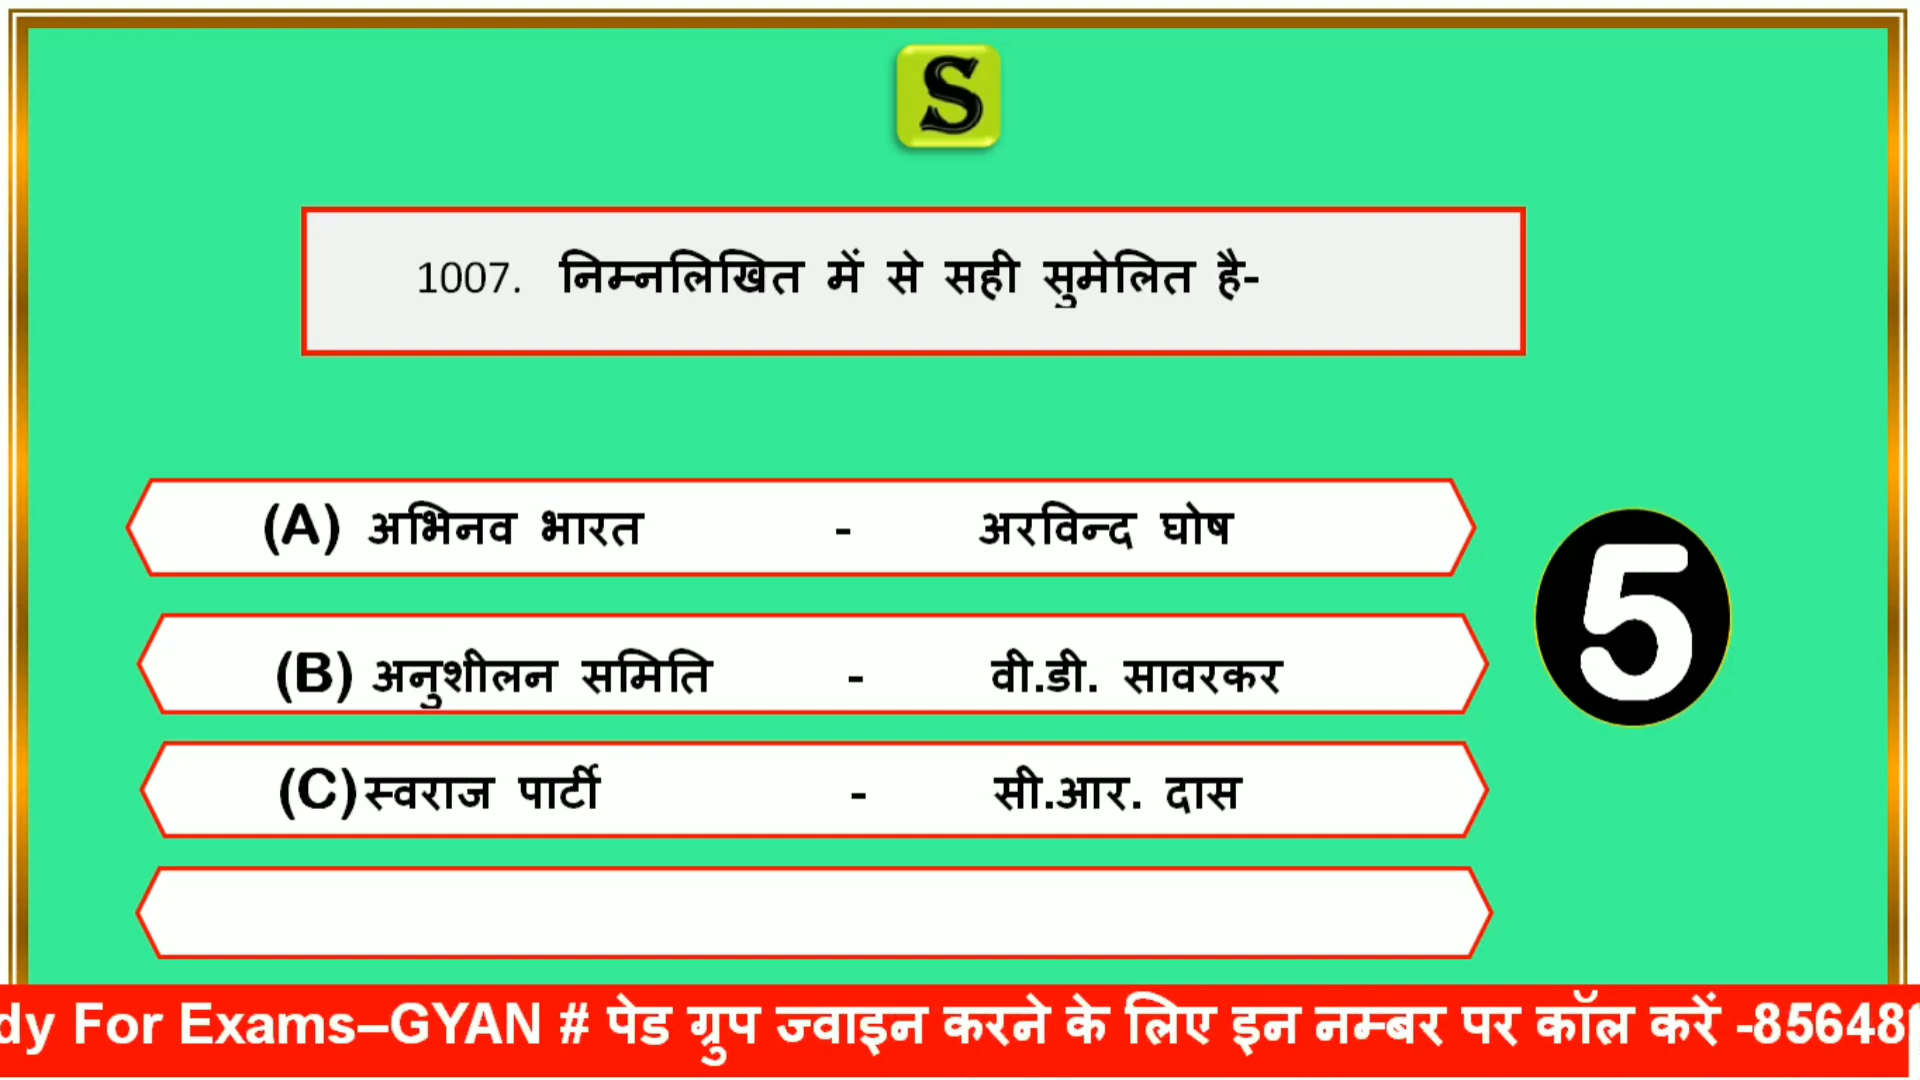 S
1007. निम्नलिखित में से सही सुमेलित है-
(A) अभिनव भारत - अरविन्द घोष
(B) अनुशीलन समिति - वी.डी. सावरकर
(C) स्वराज पार्टी - सी.आर. दास
5
dy For Exams–GYAN # पेड ग्रुप ज्वाइन करने के लिए इन नम्बर पर कॉल करें -85648